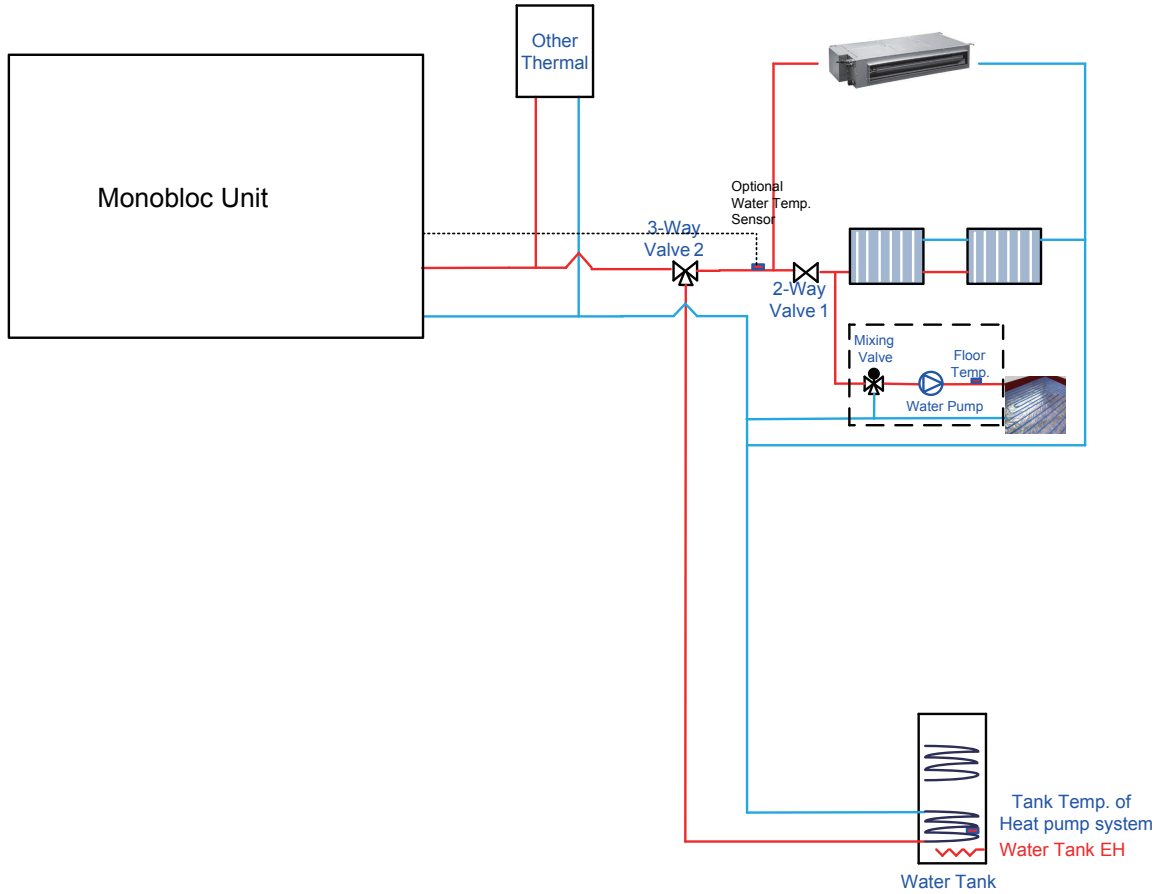 Other
Thermal
Monobloc Unit
Optional
Water Temp.
Sensor
3-Way
Valve 2
2-Way
Valve 1
Mixing
Valve
Floor
Temp.
Water Pump
Tank Temp. of
Heat pump system
Water Tank EH
Water Tank